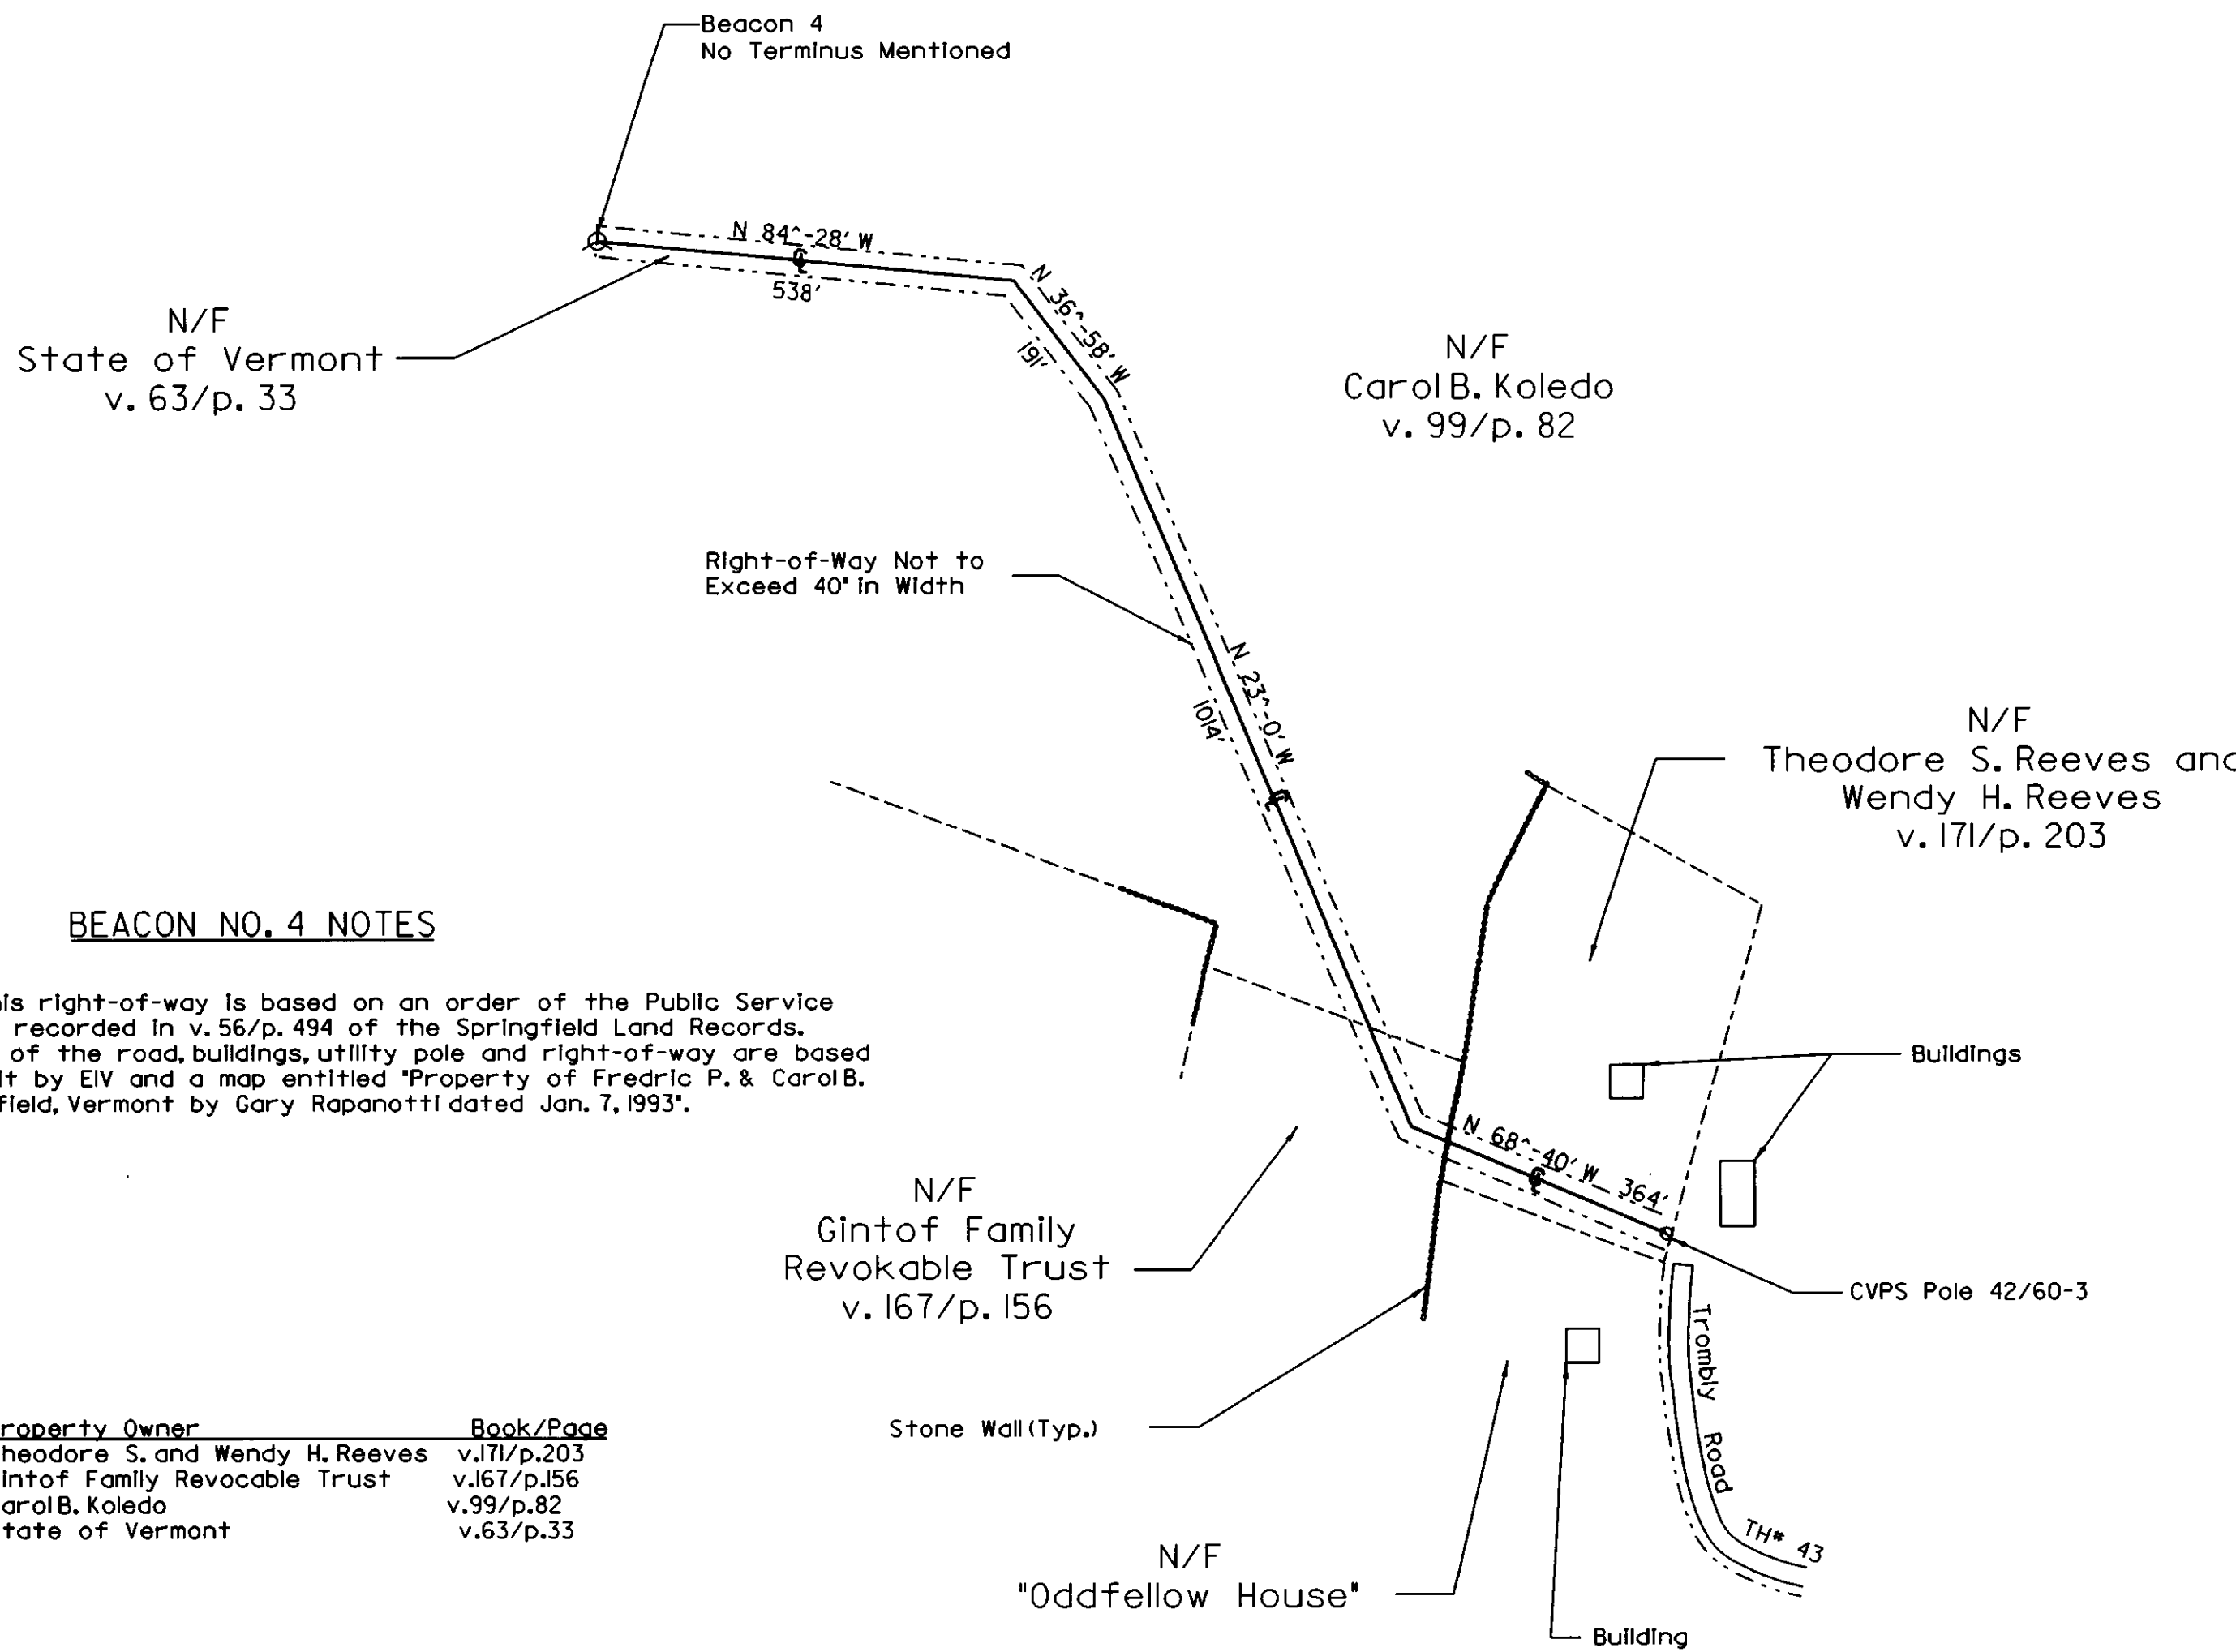 Beacon 4
No Terminus Mentioned
N 84^-28' W
538'
N 36^-58' W
191'
N/F
State of Vermont
v. 63/p. 33
N/F
Carol B. Koledo
v. 99/p. 82
Right-of-Way Not to
Exceed 40" in Width
N 23^-0' W
1014'
N/F
Theodore S. Reeves and
Wendy H. Reeves
v. 171/p. 203
BEACON NO. 4 NOTES
is right-of-way is based on an order of the Public Service
recorded in v. 56/p. 494 of the Springfield Land Records.
of the road, buildings, utility pole and right-of-way are based
it by EIV and a map entitled "Property of Fredric P. & Carol B.
field, Vermont by Gary Rapanotti dated Jan. 7, 1993".
Buildings
N 68^-40' W 364'
N/F
Gintof Family
Revokable Trust
v. 167/p. 156
CVPS Pole 42/60-3
Trombly Road
TH# 43
Stone Wall (Typ.)
roperty Owner Book/Page
heodore S. and Wendy H. Reeves v.171/p.203
intof Family Revocable Trust v.167/p.156
arol B. Koledo v.99/p.82
tate of Vermont v.63/p.33
N/F
"Oddfellow House"
Building